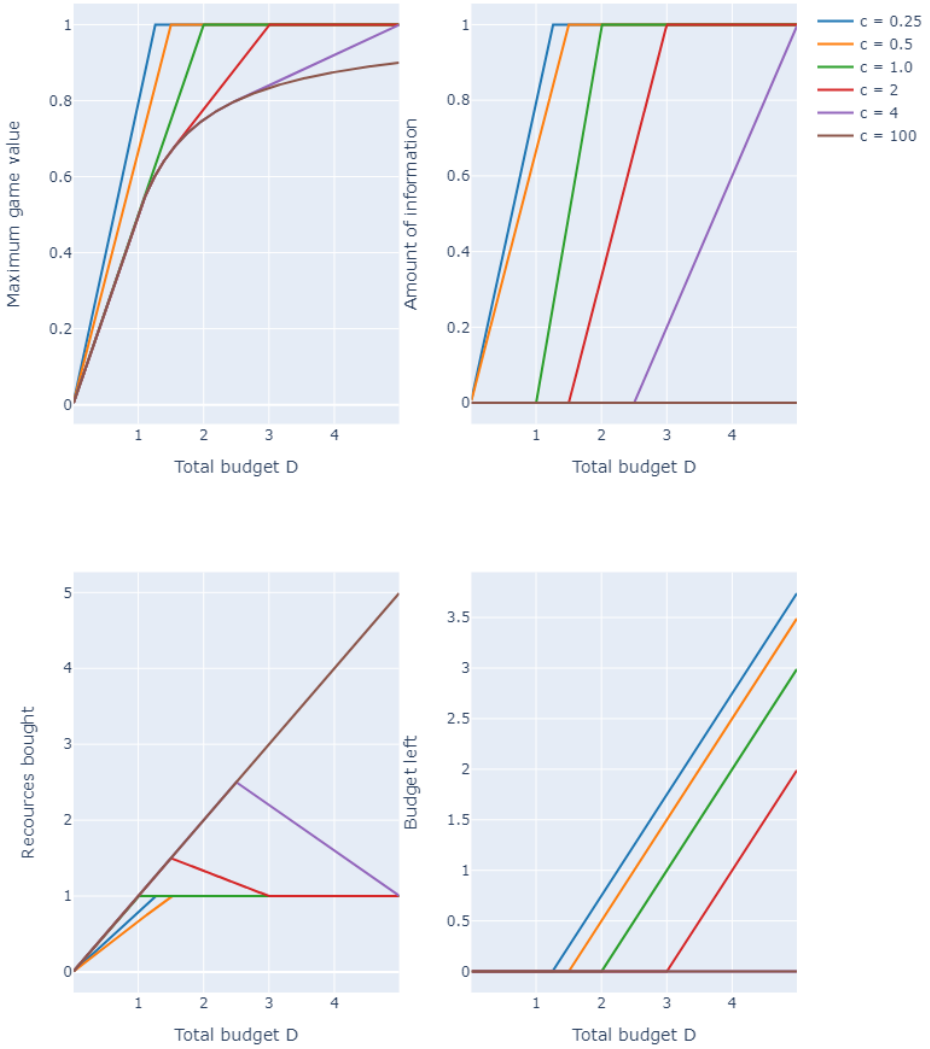 Maximum game value
1
0.8
0.6
0.4
0.2
0
1 2 3 4
Total budget D
Amount of information
1
0.8
0.6
0.4
0.2
0
1 2 3 4
Total budget D
c = 0.25
c = 0.5
c = 1.0
c = 2
c = 4
c = 100
Recources bought
5
4
3
2
1
0
1 2 3 4
Total budget D
Budget left
3.5
3
2.5
2
1.5
1
0.5
0
1 2 3 4
Total budget D